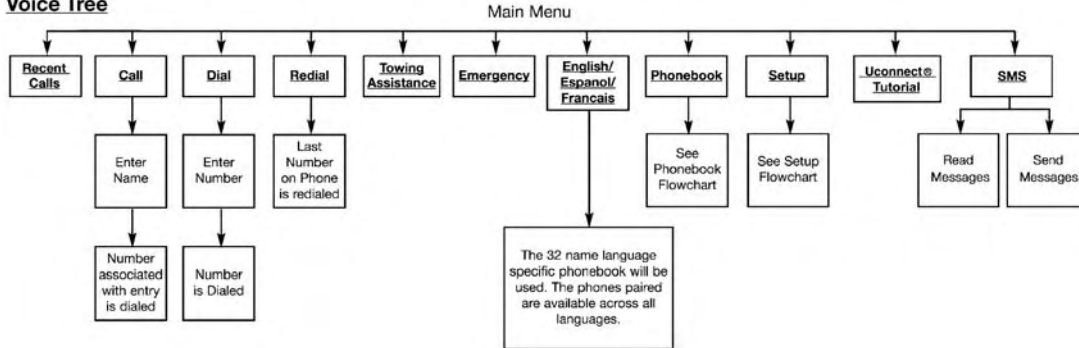 Voice Tree
Main Menu
Recent
Calls
Call
Dial
Redial
Towing
Assistance
Emergency
English/
Espanol/
Francais
Phonebook
Setup
Uconnect®
Tutorial
SMS
Enter
Name
Enter
Number
Last
Number
on Phone
is redialed
See
Phonebook
Flowchart
See Setup
Flowchart
Read
Messages
Send
Messages
Number
associated
with entry
is dialed
Number
is Dialed
The 32 name language
specific phonebook will be
used. The phones paired
are available across all
languages.